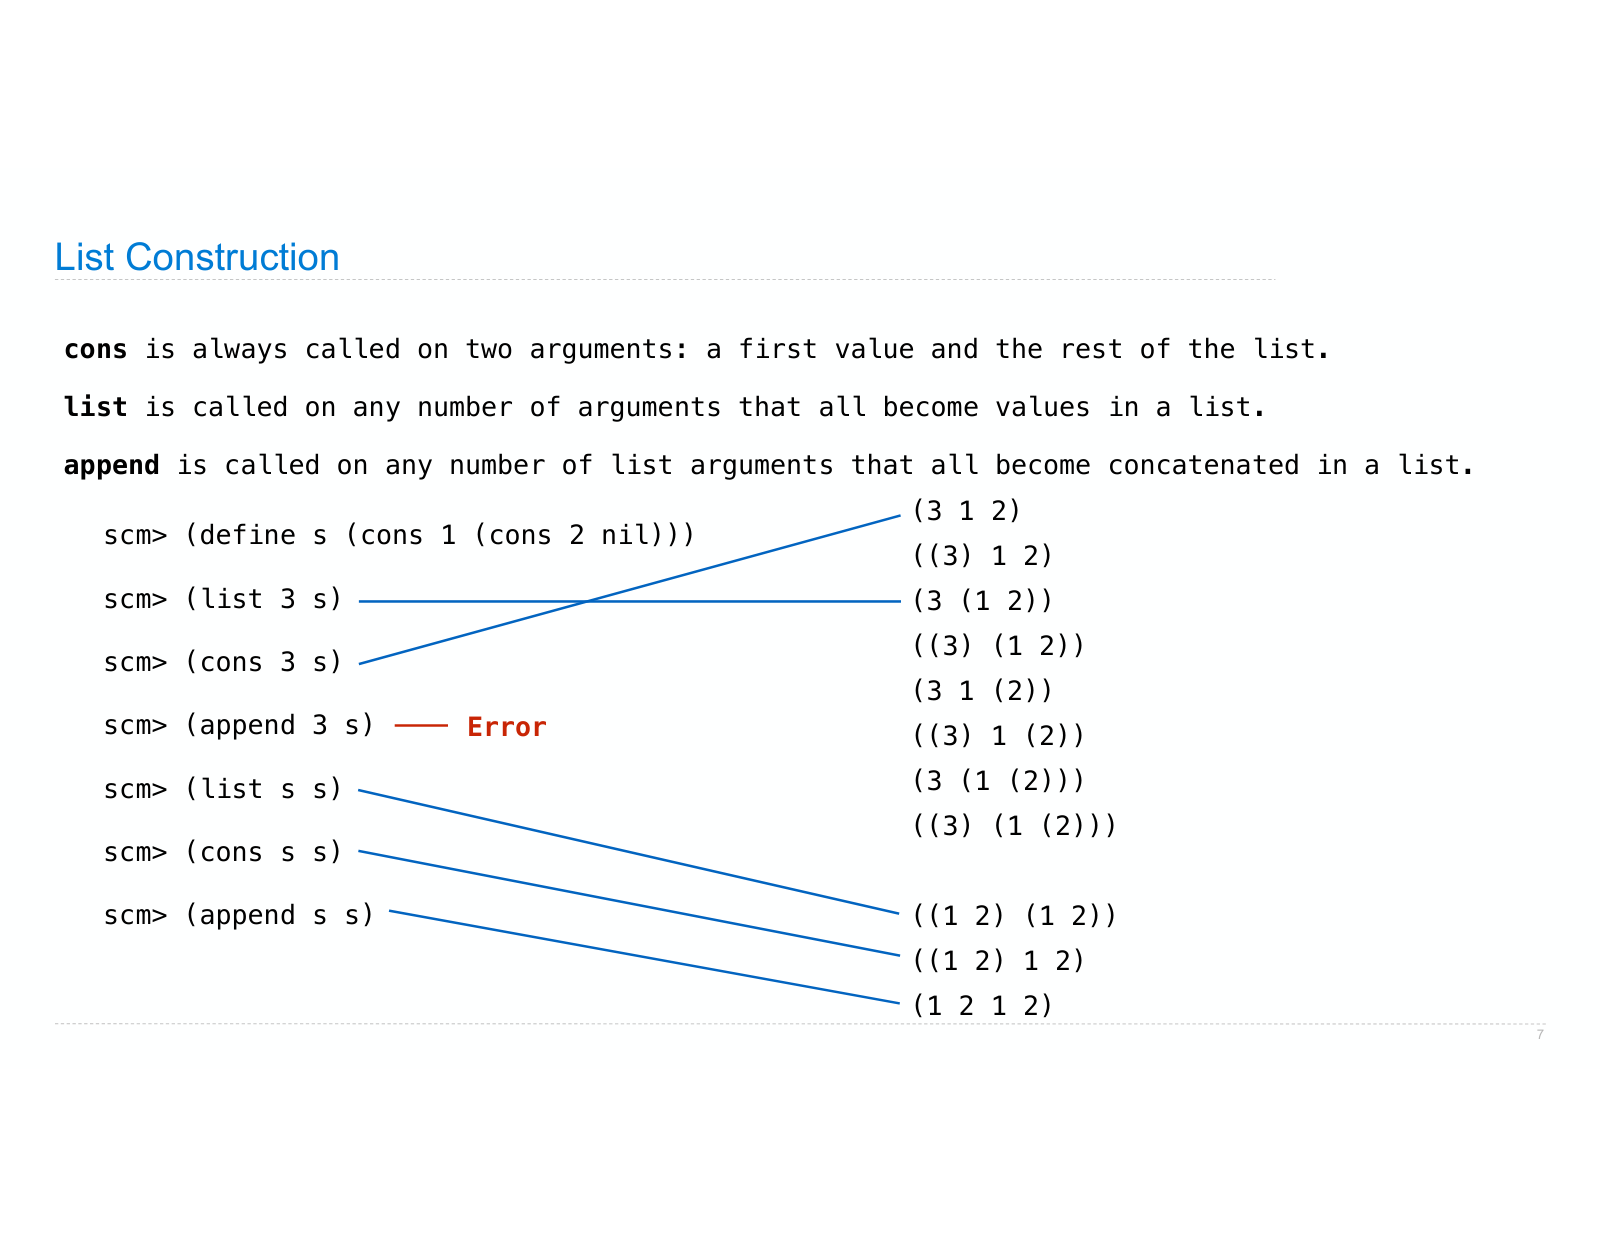 List Construction
cons is always called on two arguments: a first value and the rest of the list.
list is called on any number of arguments that all become values in a list.
append is called on any number of list arguments that all become concatenated in a list.
scm> (define s (cons 1 (cons 2 nil)))
scm> (list 3 s)
scm> (cons 3 s)
scm> (append 3 s) Error
scm> (list s s)
scm> (cons s s)
scm> (append s s)
(3 1 2)
((3) 1 2)
(3 (1 2))
((3) (1 2))
(3 1 (2))
((3) 1 (2))
(3 (1 (2)))
((3) (1 (2)))
((1 2) (1 2))
((1 2) 1 2)
(1 2 1 2)
7